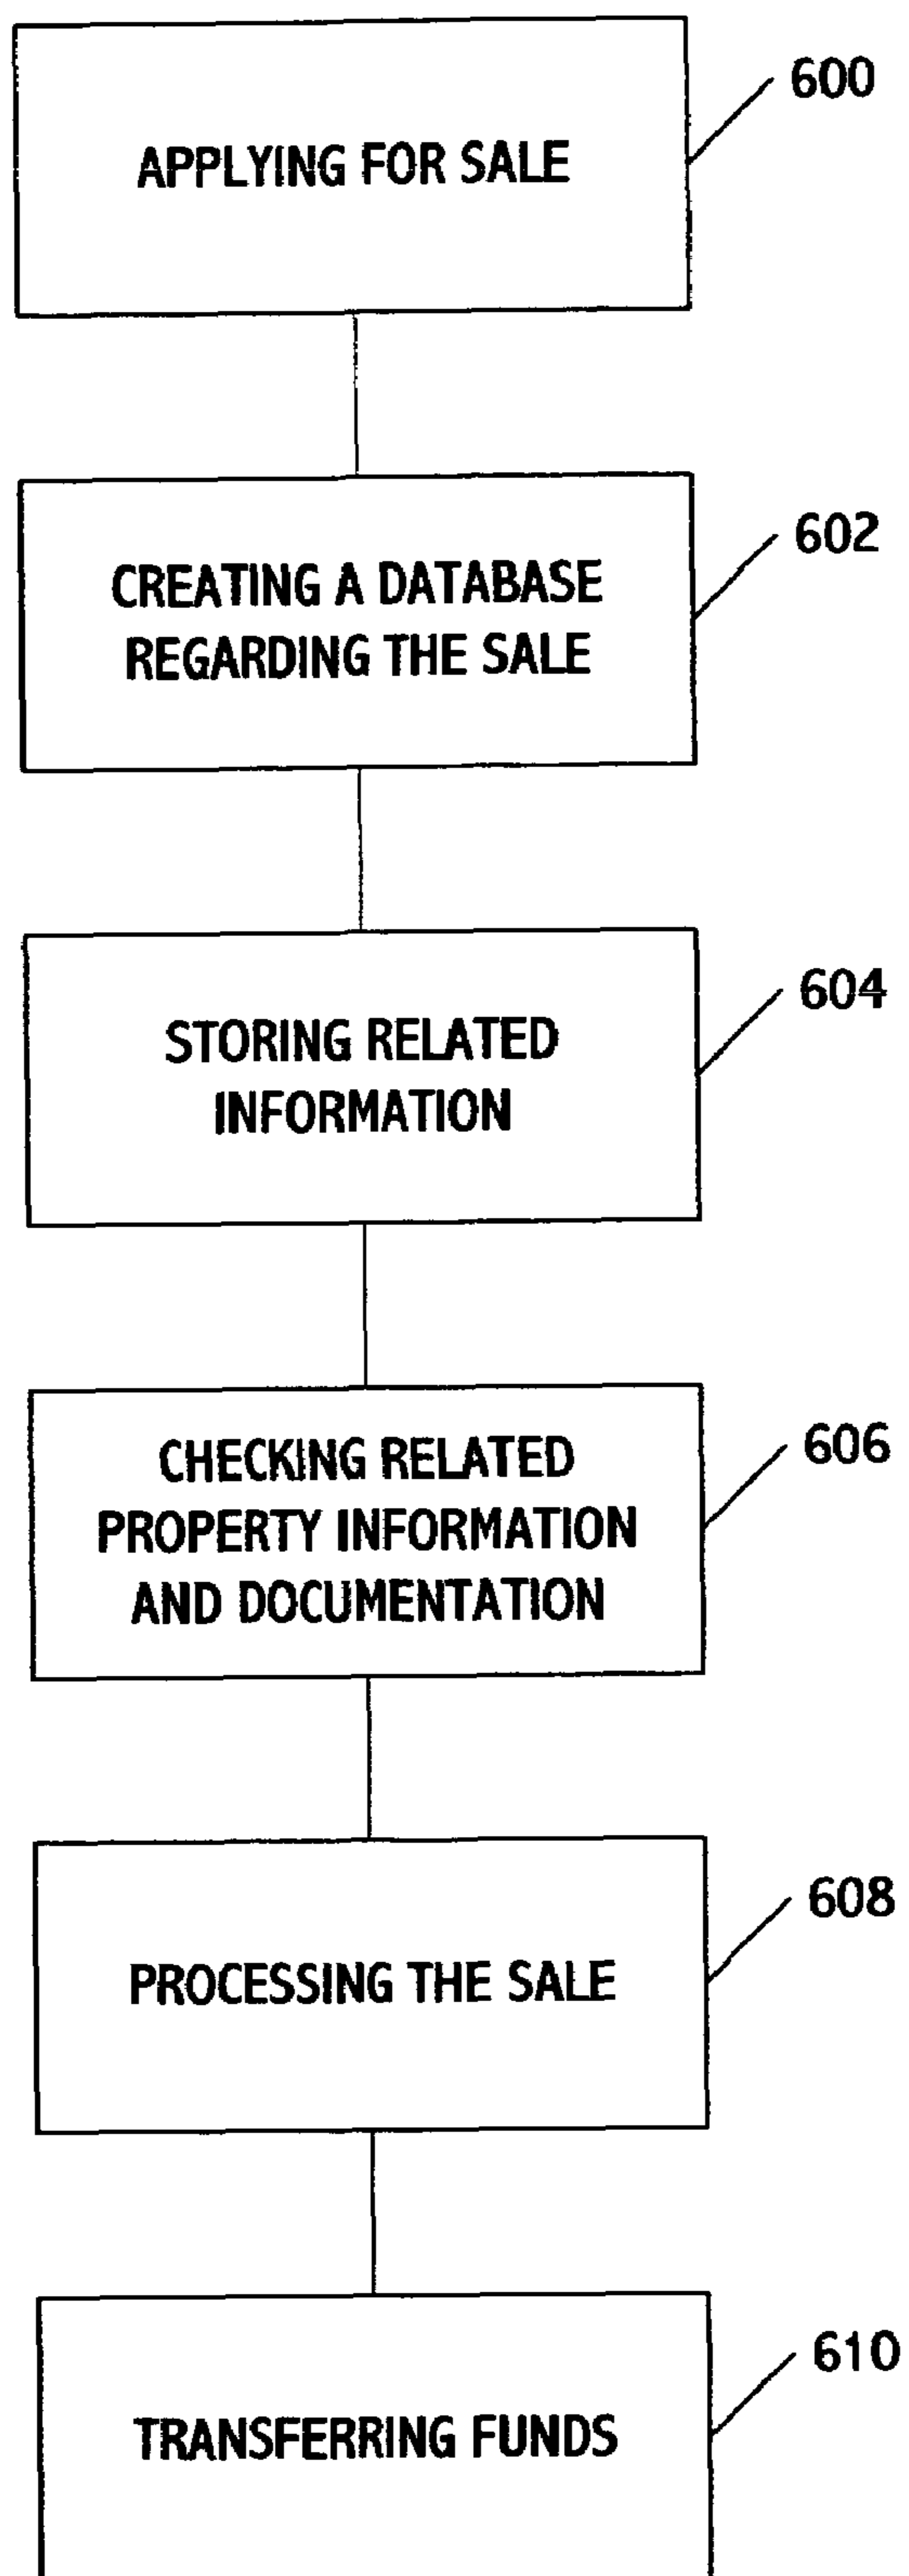 600
APPLYING FOR SALE
602
CREATING A DATABASE
REGARDING THE SALE
604
STORING RELATED
INFORMATION
606
CHECKING RELATED
PROPERTY INFORMATION
AND DOCUMENTATION
608
PROCESSING THE SALE
610
TRANSFERRING FUNDS